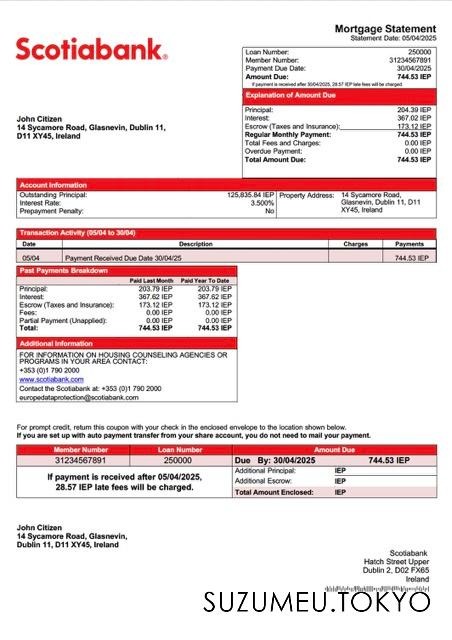 Mortgage Statement
Statement Date: 05/04/2025
Scotiabank®
Loan Number: 250000
Member Number: 31234567891
Payment Due Date: 30/04/2025
Amount Due: 744.53 IEP
If payment is received after 30/04/2025, 28.57 IEP late fees will be charged
Explanation of Amount Due
Principal: 204.39 IEP
Interest: 367.02 IEP
Escrow (Taxes and Insurance): 173.12 IEP
Regular Monthly Payment: 744.53 IEP
Total Fees and Charges: 0.00 IEP
Overdue Payment: 0.00 IEP
Total Amount Due: 744.53 IEP
John Citizen
14 Sycamore Road, Glasnevin, Dublin 11,
D11 XY45, Ireland
Account Information
Outstanding Principal: 125,835.84 IEP
Interest Rate: 3.500%
Prepayment Penalty: No
Property Address: 14 Sycamore Road,
Glasnevin, Dublin 11, D11
XY45, Ireland
Transaction Activity (05/04 to 30/04)
Date Description Charges Payments
05/04 Payment Received Due Date 30/04/25 744.53 IEP
Past Payments Breakdown
Paid Last Month Paid Year To Date
Principal: 203.79 IEP 203.79 IEP
Interest: 367.62 IEP 367.62 IEP
Escrow (Taxes and Insurance): 173.12 IEP 173.12 IEP
Fees: 0.00 IEP 0.00 IEP
Partial Payment (Unapplied): 0.00 IEP 0.00 IEP
Total: 744.53 IEP 744.53 IEP
Additional Information
FOR INFORMATION ON HOUSING COUNSELING AGENCIES OR
PROGRAMS IN YOUR AREA CONTACT:
+353 (0)1 790 2000
www.scotiabank.com
Contact the Scotiabank at: +353 (0)1 790 2000
europedataprotection@scotiabank.com
For prompt credit, return this coupon with your check in the enclosed envelope to the location shown below.
If you are set up with auto payment transfer from your share account, you do not need to mail your payment.
Member Number Loan Number Amount Due
31234567891 250000 Due By: 30/04/2025 744.53 IEP
If payment is received after 05/04/2025,
28.57 IEP late fees will be charged.
Additional Principal: IEP
Additional Escrow: IEP
Total Amount Enclosed: IEP
John Citizen
14 Sycamore Road, Glasnevin,
Dublin 11, D11 XY45, Ireland
Scotiabank
Hatch Street Upper
Dublin 2, D02 FX65
Ireland
SUZUMEU.TOKYO